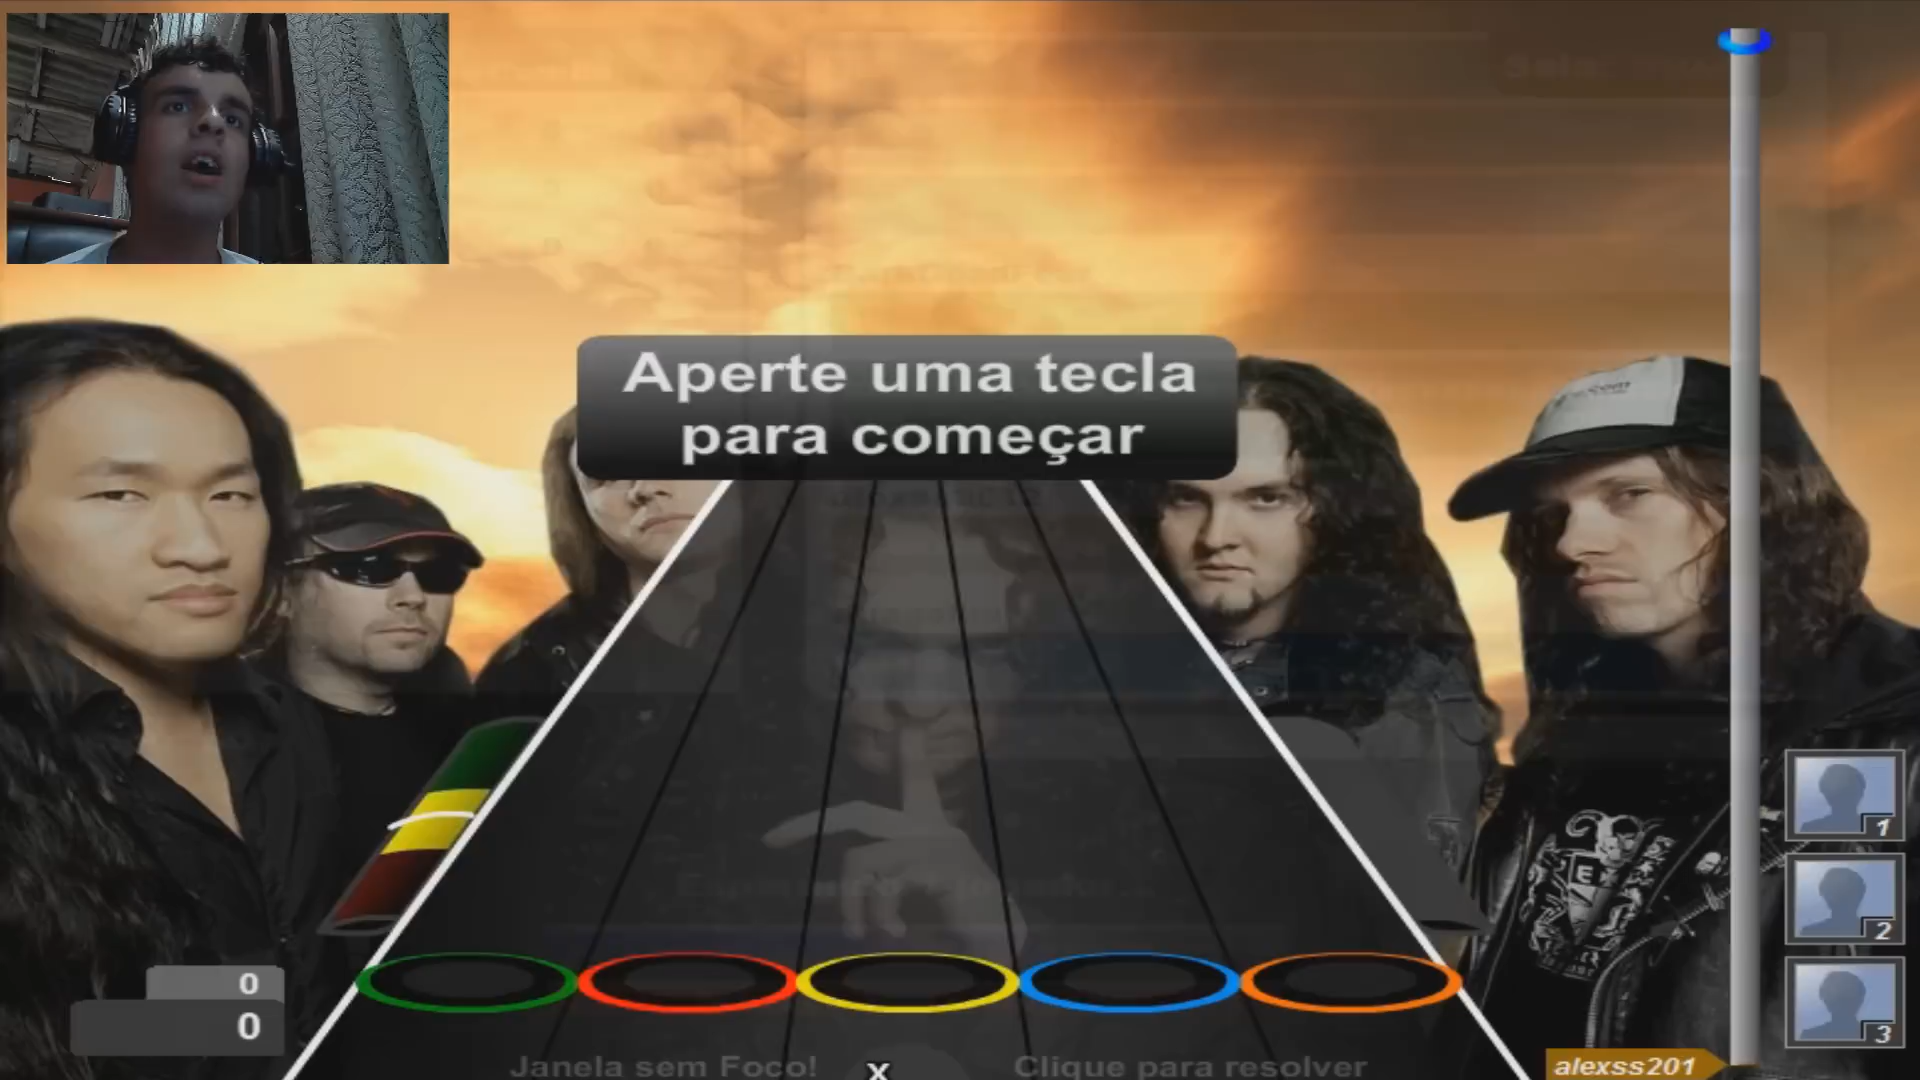 Aperte uma tecla
para começar
0
0
Janela sem Foco! x Clique para resolver
alexss201
1
2
3